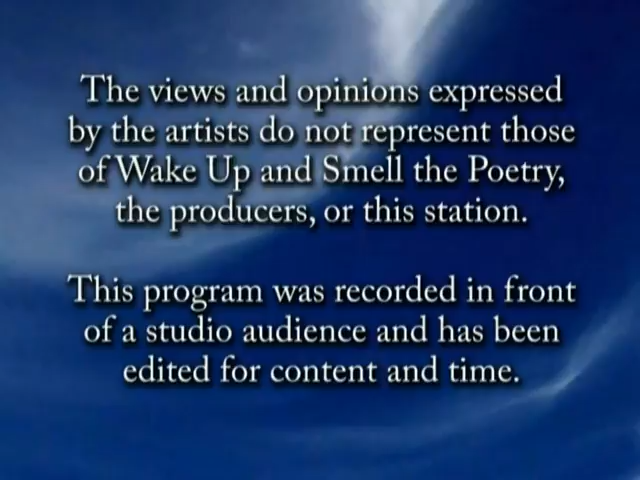 The views and opinions expressed
by the artists do not represent those
of Wake Up and Smell the Poetry,
the producers, or this station.
This program was recorded in front
of a studio audience and has been
edited for content and time.